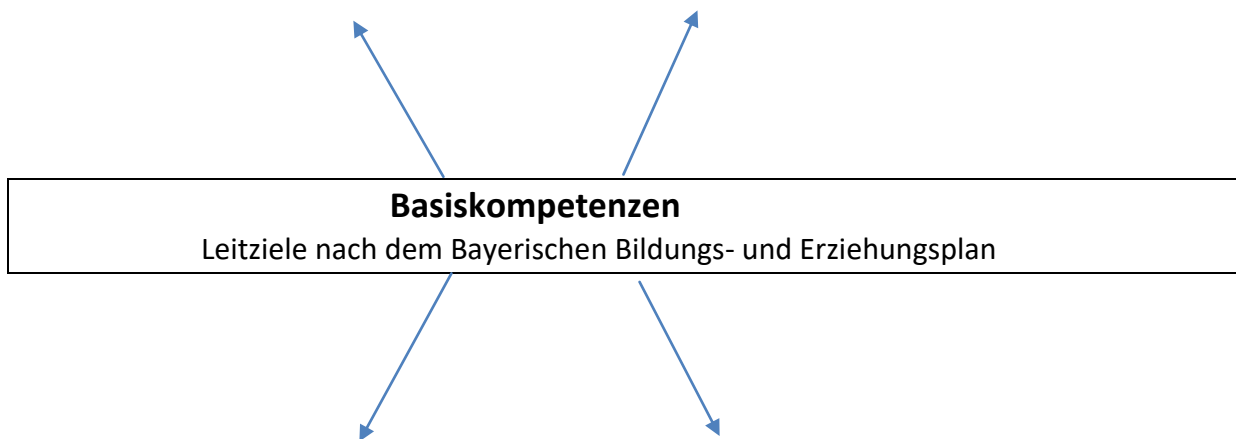 Basiskompetenzen
Leitziele nach dem Bayerischen Bildungs- und Erziehungsplan